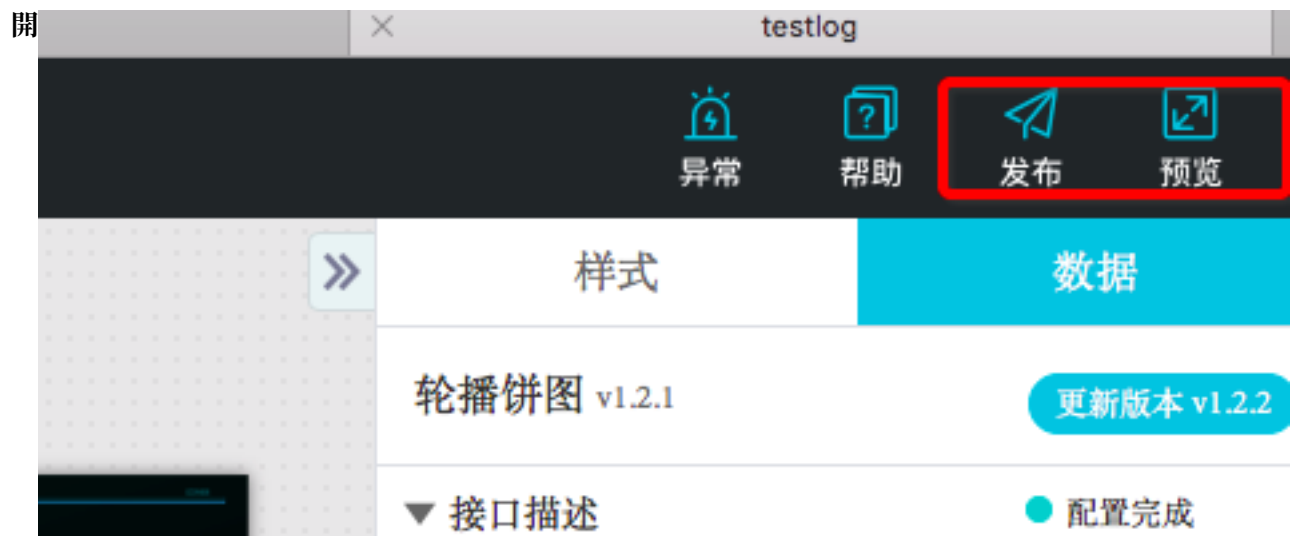 開
testlog
异常 帮助 发布 预览
样式 数据
轮播饼图 v1.2.1 更新版本 v1.2.2
接口描述 配置完成